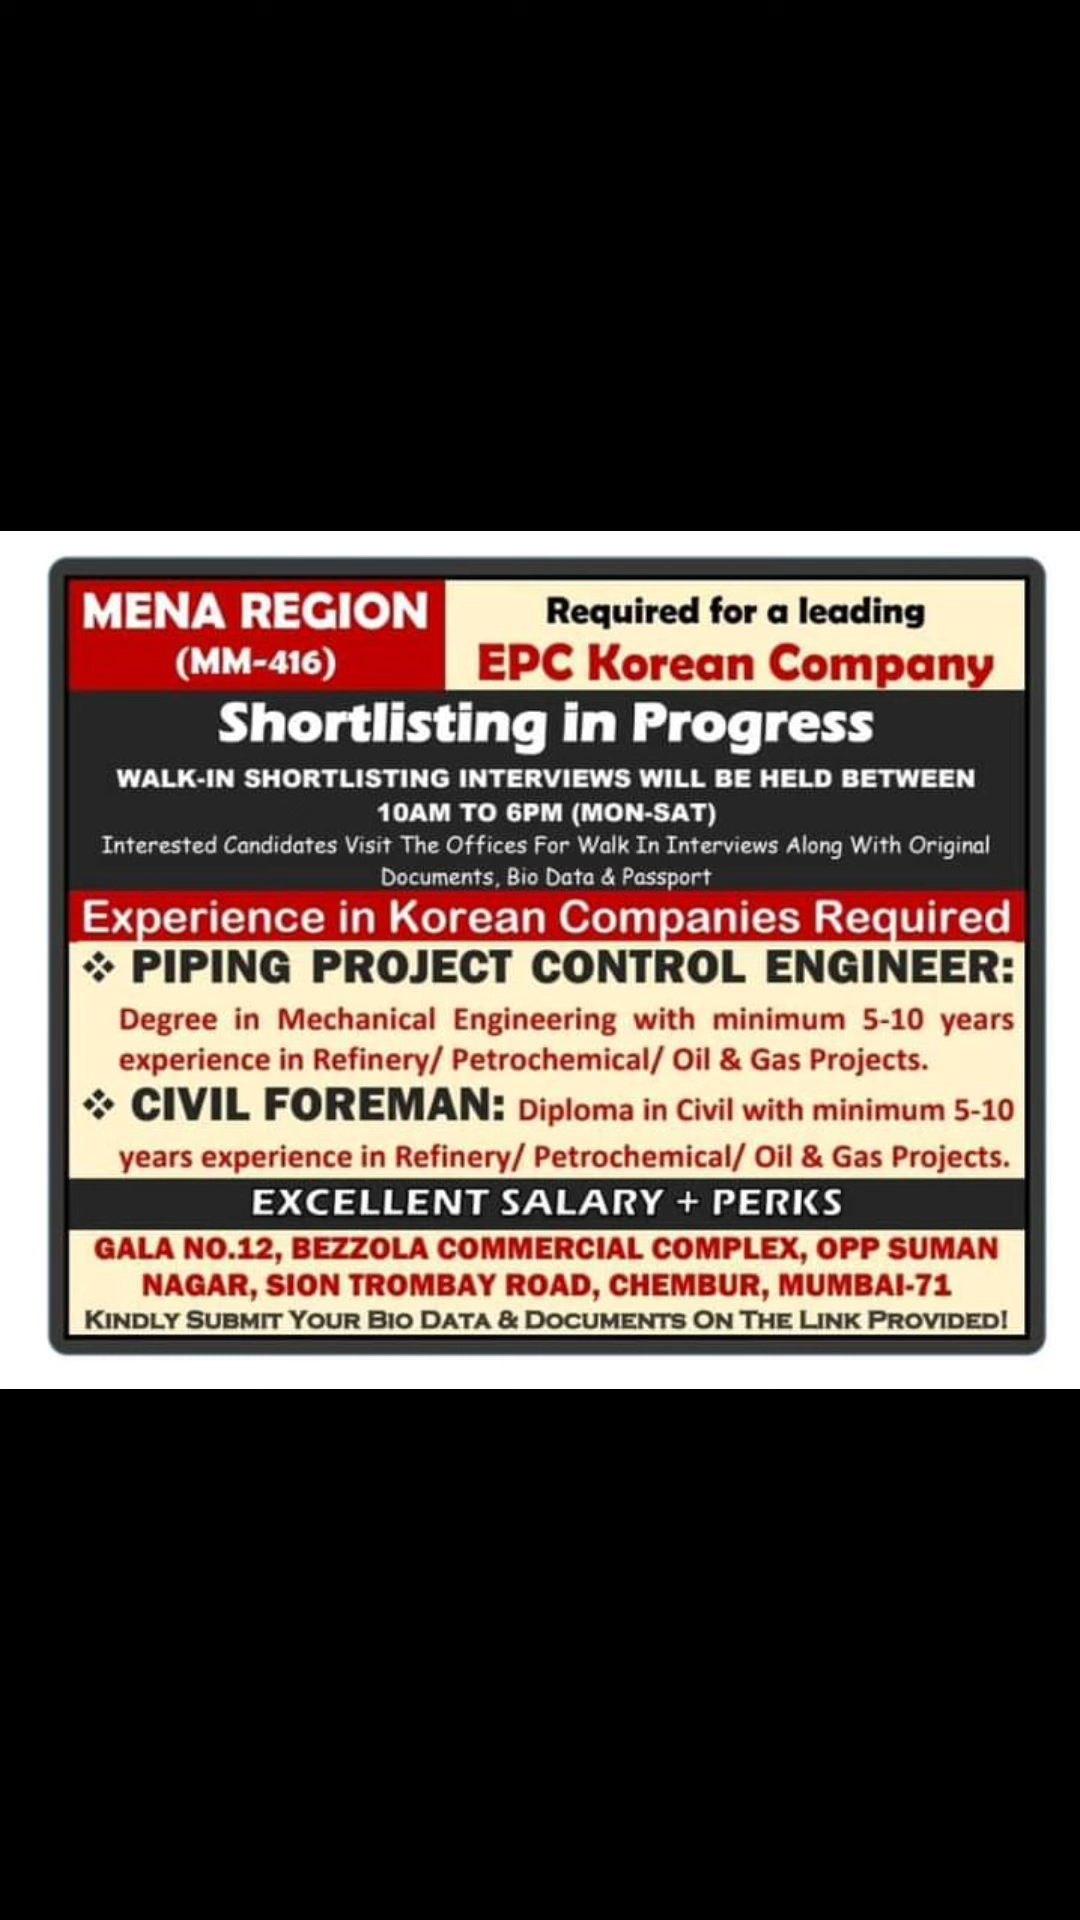 MENA REGION
(MM-416)
Required for a leading
EPC Korean Company
Shortlisting in Progress
WALK-IN SHORTLISTING INTERVIEWS WILL BE HELD BETWEEN
10AM TO 6PM (MON-SAT)
Interested Candidates Visit The Offices For Walk In Interviews Along With Original
Documents, Bio Data & Passport
Experience in Korean Companies Required
❖ PIPING PROJECT CONTROL ENGINEER:
Degree in Mechanical Engineering with minimum 5-10 years
experience in Refinery/ Petrochemical/ Oil & Gas Projects.
❖ CIVIL FOREMAN: Diploma in Civil with minimum 5-10
years experience in Refinery/ Petrochemical/ Oil & Gas Projects.
EXCELLENT SALARY + PERKS
GALA NO.12, BEZZOLA COMMERCIAL COMPLEX, OPP SUMAN
NAGAR, SION TROMBAY ROAD, CHEMBUR, MUMBAI-71
KINDLY SUBMIT YOUR BIO DATA & DOCUMENTS ON THE LINK PROVIDED!